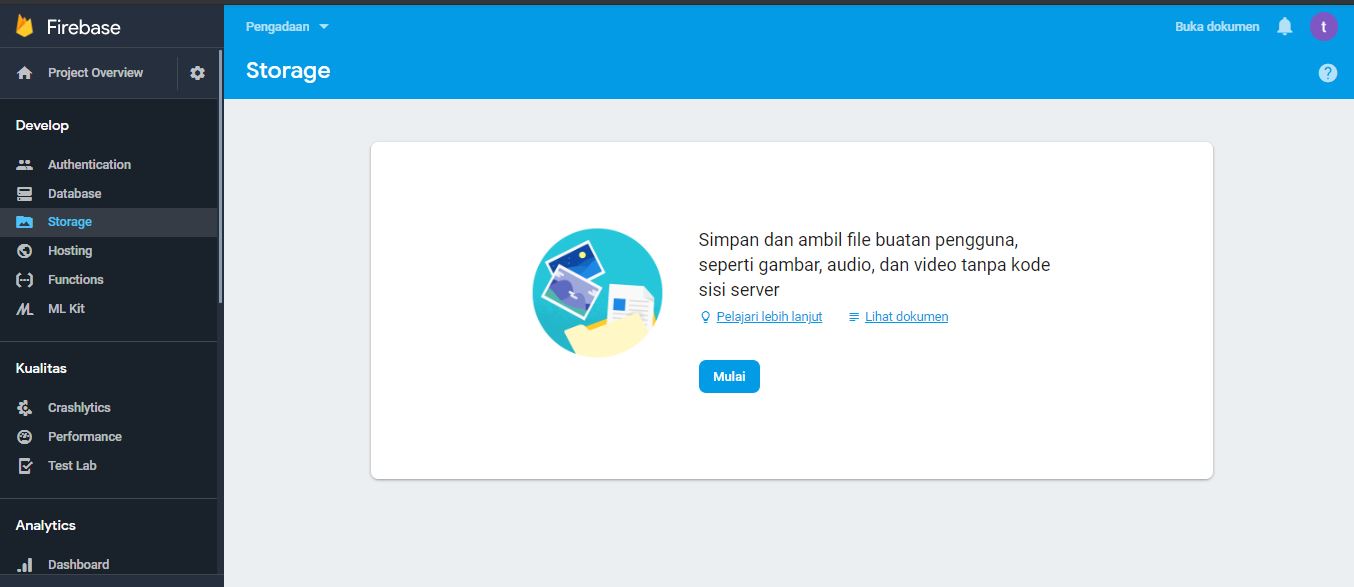 Firebase
Project Overview
Develop
Authentication
Database
Storage
Hosting
Functions
ML Kit
Kualitas
Crashlytics
Performance
Test Lab
Analytics
Dashboard
Pengadaan
Buka dokumen
t
Storage
?
Simpan dan ambil file buatan pengguna,
seperti gambar, audio, dan video tanpa kode
sisi server
Pelajari lebih lanjut
Lihat dokumen
Mulai